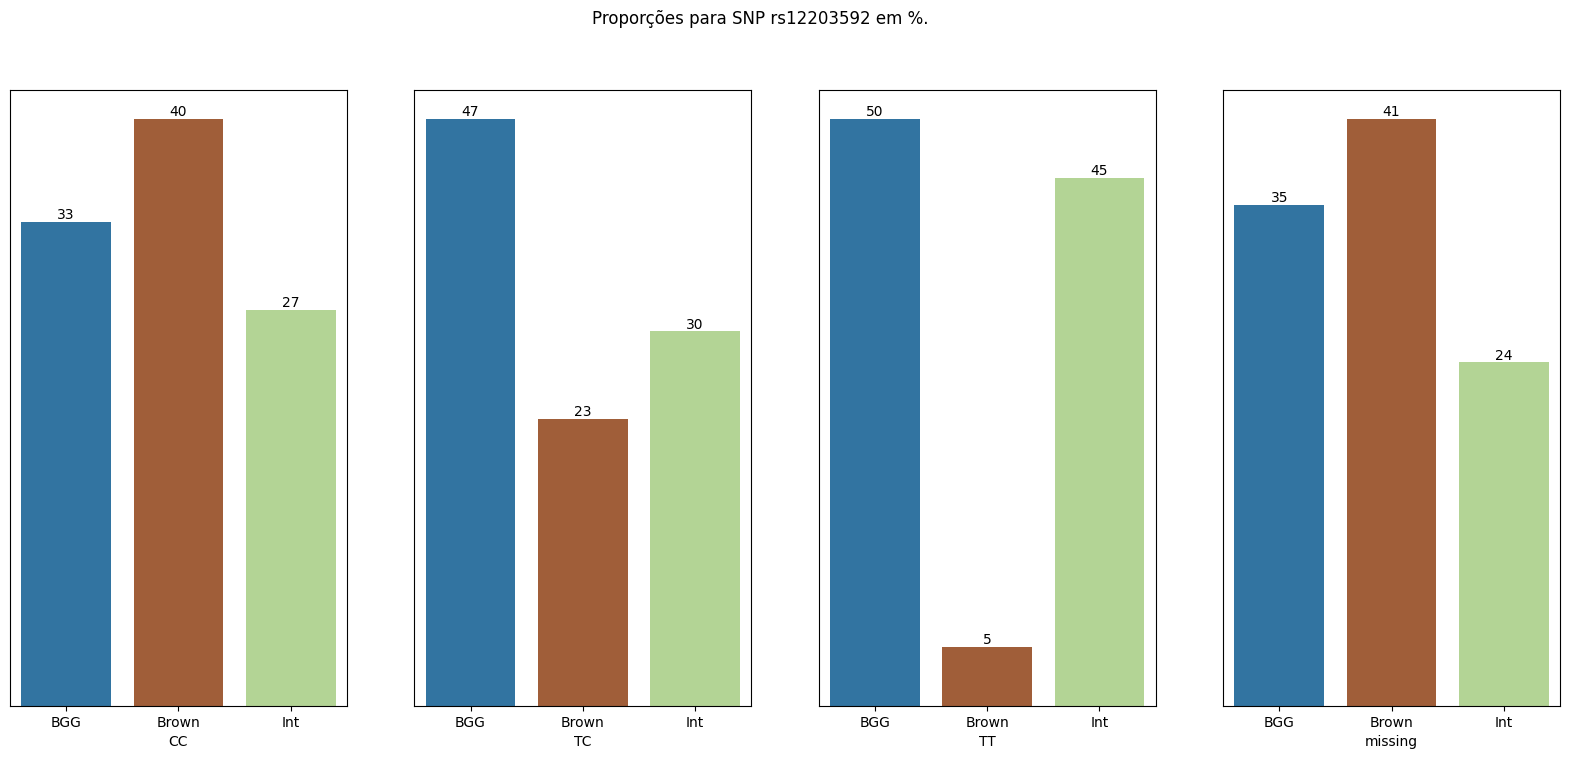 Proporções para SNP rs12203592 em %.
33
40
27
BGG
Brown
Int
CC
47
23
30
BGG
Brown
Int
TC
50
5
45
BGG
Brown
Int
TT
35
41
24
BGG
Brown
Int
missing